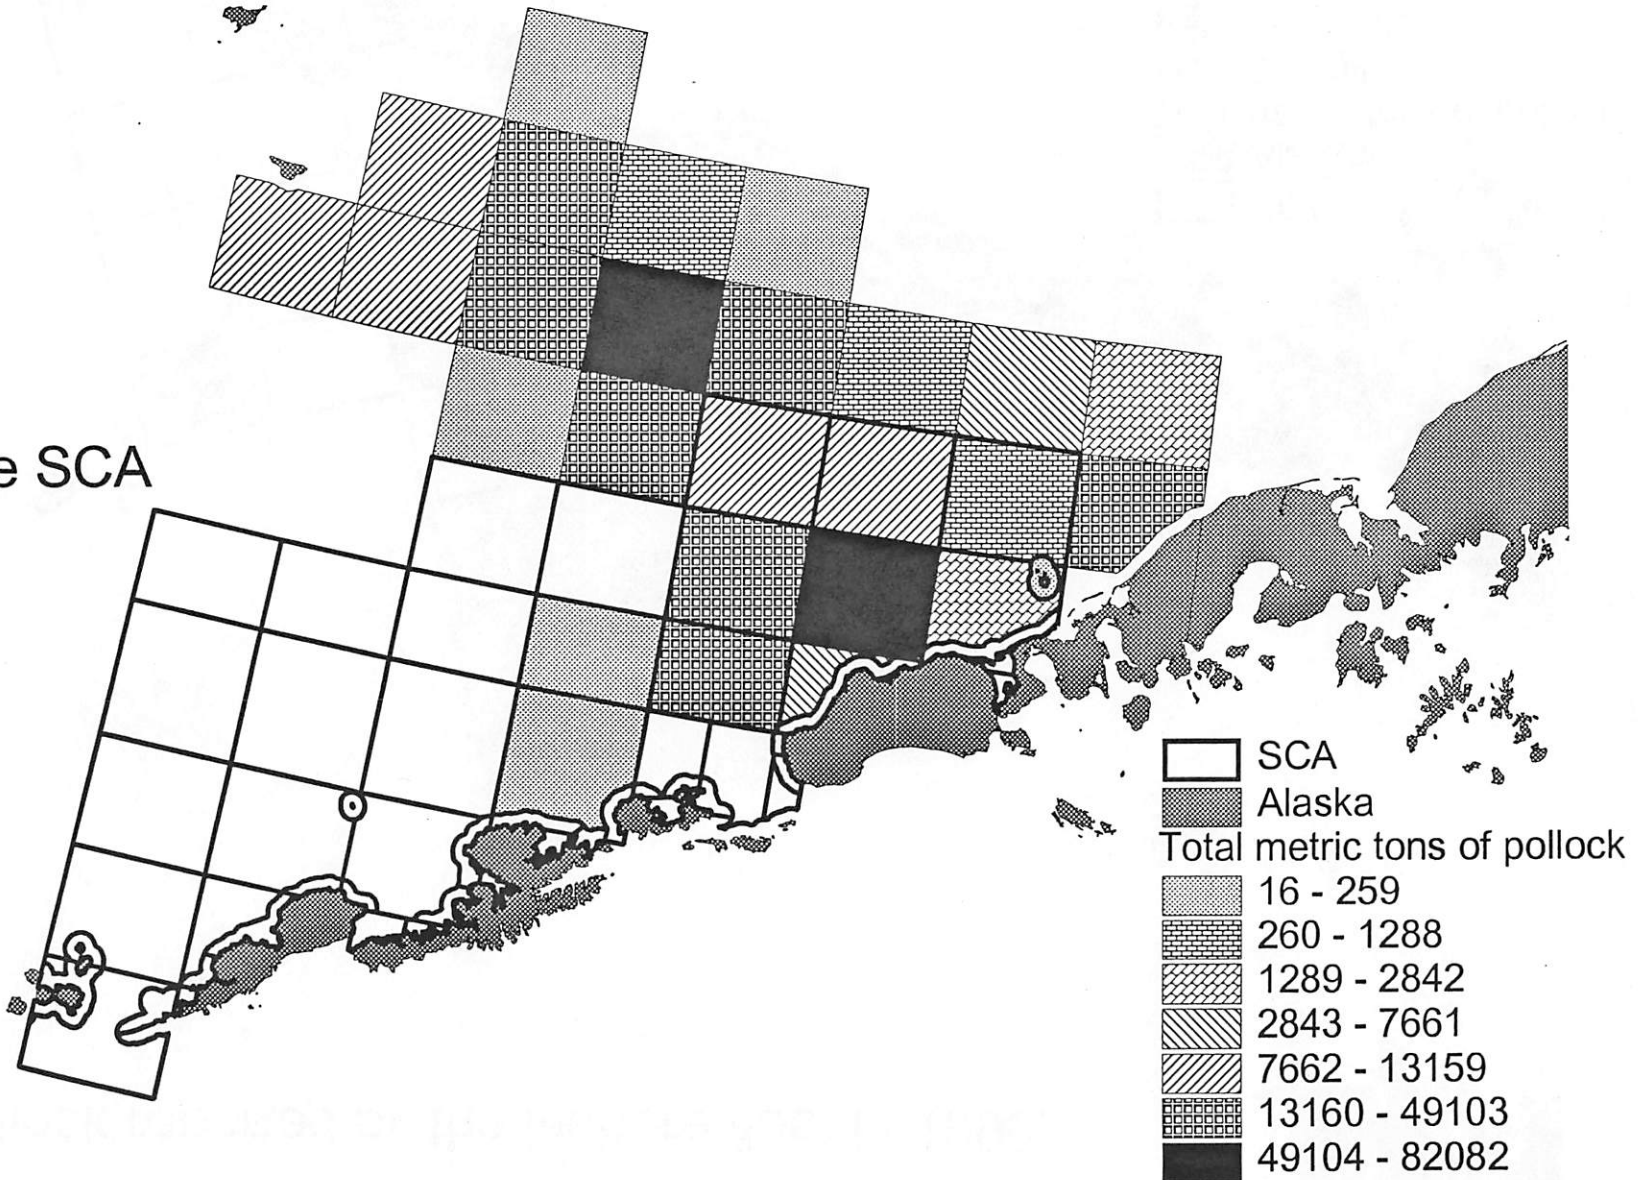 e SCA
SCA
Alaska
Total metric tons of pollock
16 - 259
260 - 1288
1289 - 2842
2843 - 7661
7662 - 13159
13160 - 49103
49104 - 82082